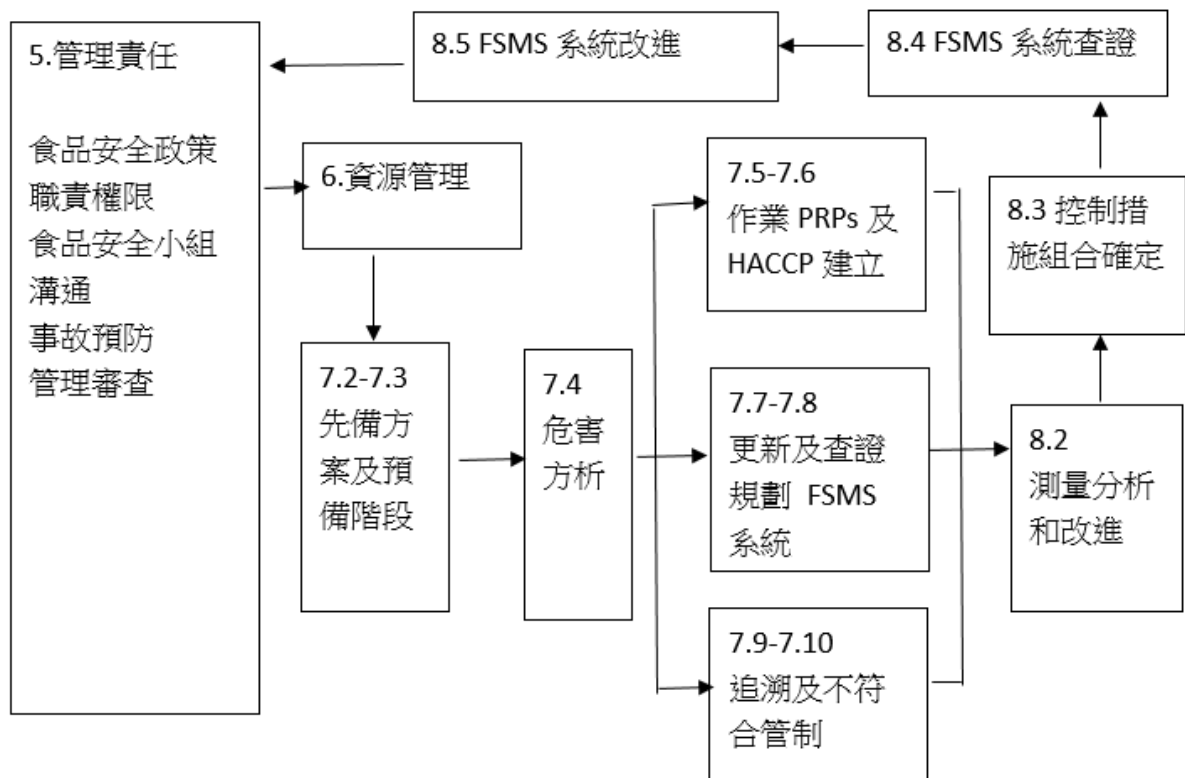 5.管理責任
食品安全政策
職責權限
食品安全小組
溝通
事故預防
管理審查
8.5 FSMS 系統改進
8.4 FSMS 系統查證
6.資源管理
7.2-7.3
先備方
案及預
備階段
7.4
危害
方析
7.5-7.6
作業 PRPs 及
HACCP 建立
7.7-7.8
更新及查證
規劃 FSMS
系統
7.9-7.10
追溯及不符
合管制
8.3 控制措
施組合確定
8.2
測量分析
和改進